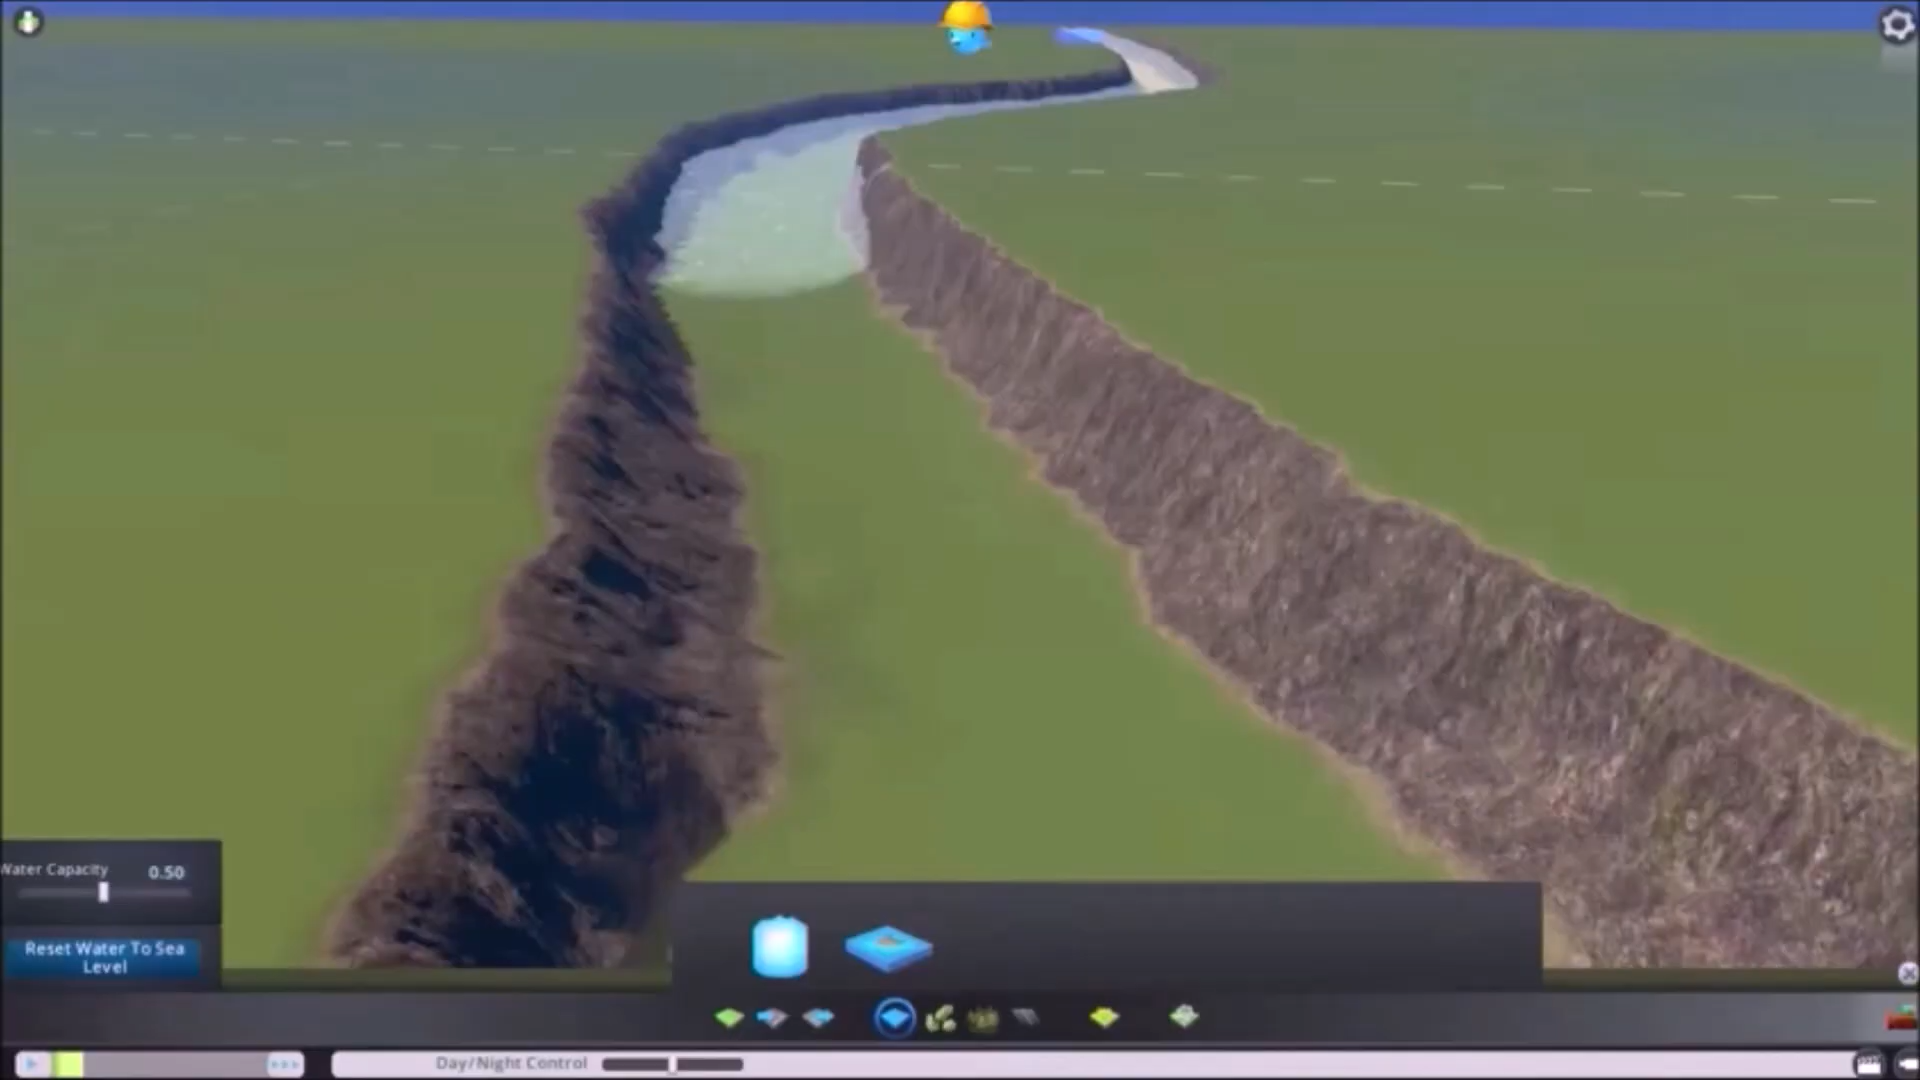 Water Capacity 0.50
Reset Water To Sea
Level
Day/Night Control